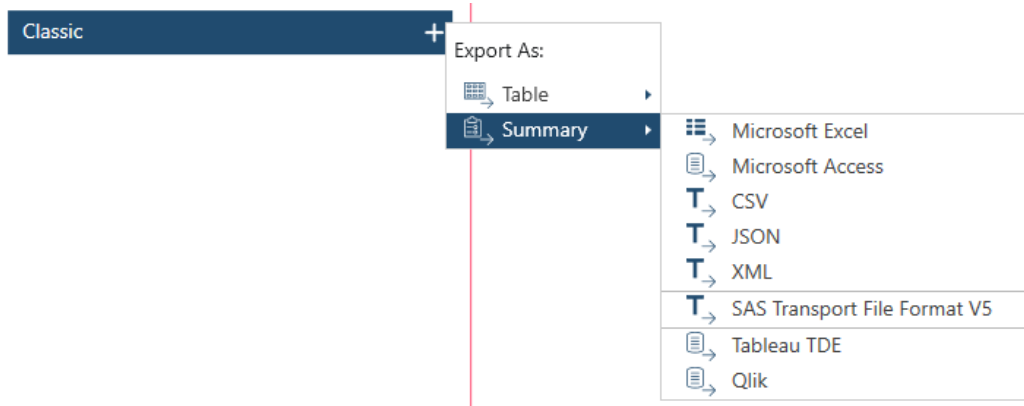 Classic
Export As:
Table
Summary
Microsoft Excel
Microsoft Access
CSV
JSON
XML
SAS Transport File Format V5
Tableau TDE
Qlik